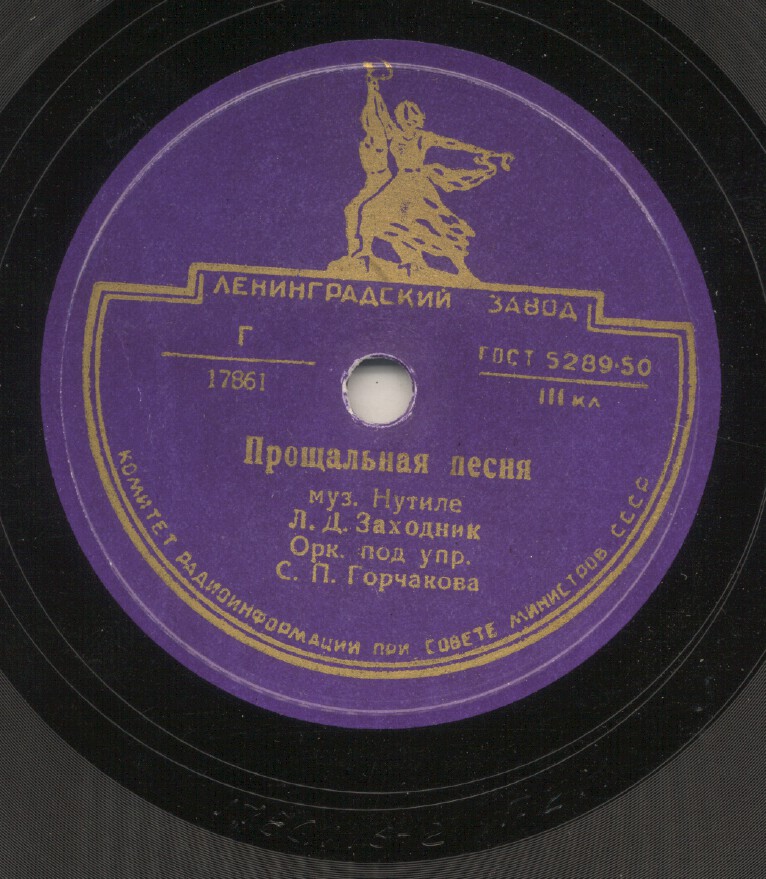 ЛЕНИНГРАДСКИЙ ЗАВОД
Г
17861
ГОСТ 5289·50
III кл
Прощальная песня
муз. Нутиле
Л. Д. Заходник
Орк. под упр.
С. П. Горчакова
КОМИТЕТ РАДИОИНФОРМАЦИИ ПРИ СОВЕТЕ МИНИСТРОВ СССР